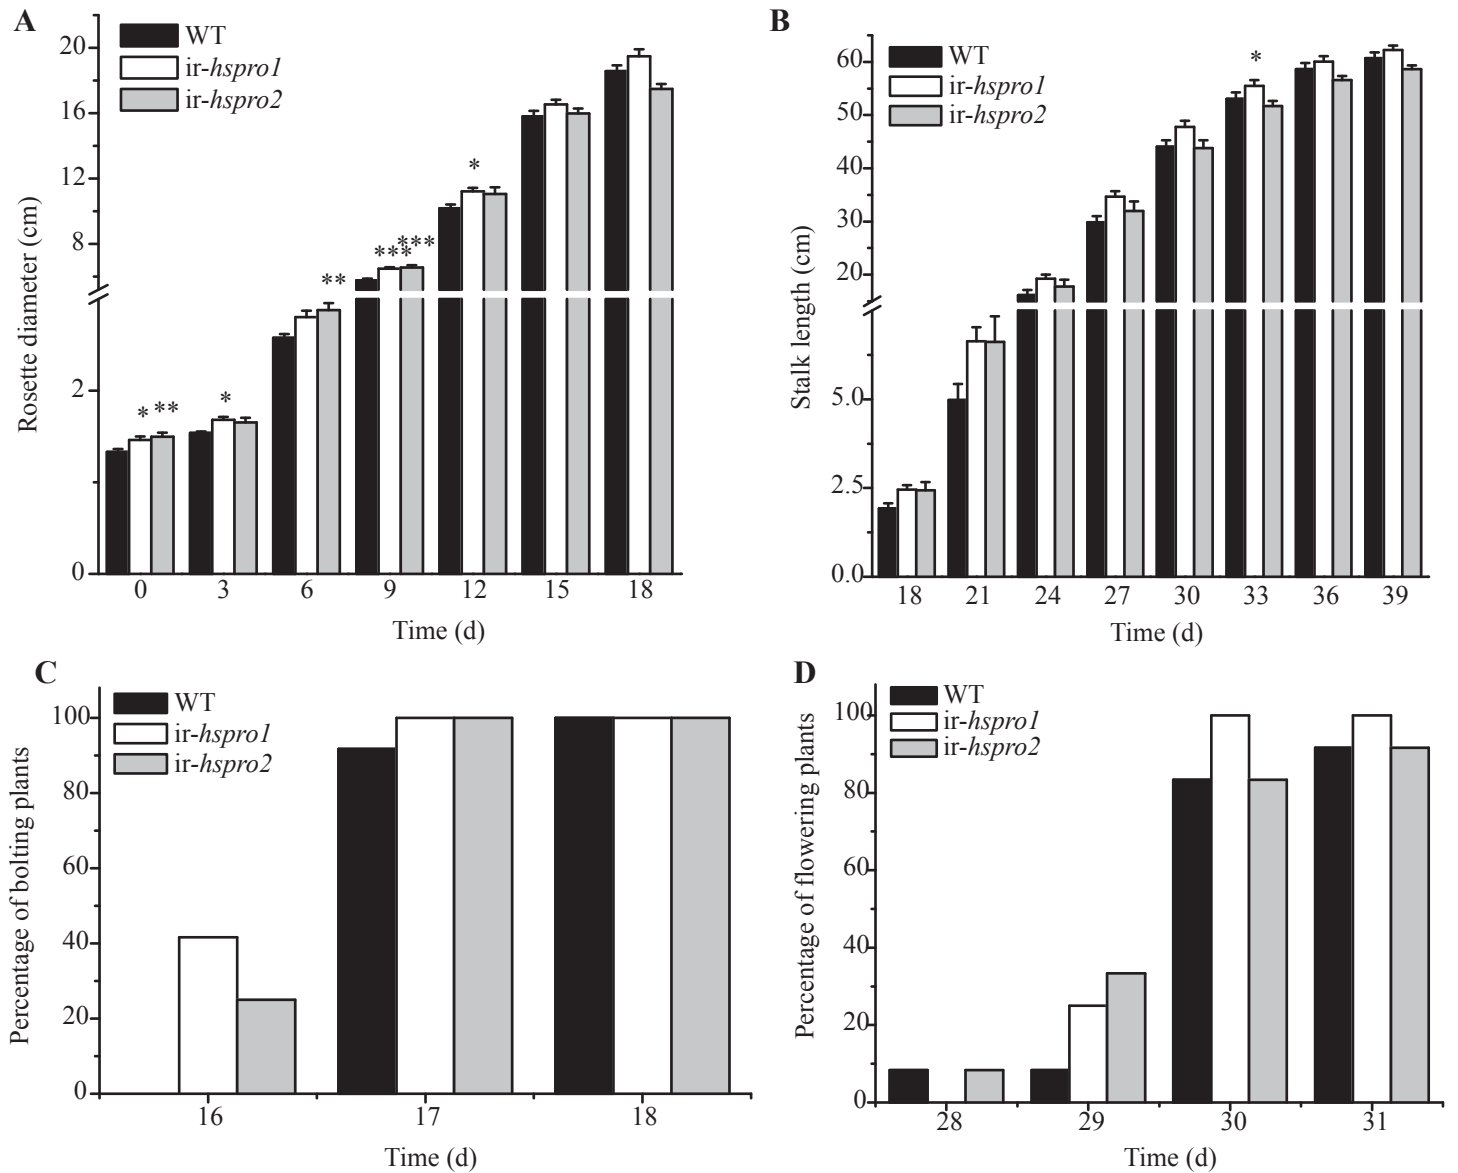 A
WT
ir-hspro1
ir-hspro2
20
16
12
8
2
0
Rosette diameter (cm)
* ** * ** *** *** *
0 3 6 9 12 15 18
Time (d)
B
WT
ir-hspro1
ir-hspro2
60
50
40
30
20
5.0
2.5
0.0
Stalk length (cm)
*
18 21 24 27 30 33 36 39
Time (d)
C
WT
ir-hspro1
ir-hspro2
100
80
60
40
20
0
Percentage of bolting plants
16 17 18
Time (d)
D
WT
ir-hspro1
ir-hspro2
100
80
60
40
20
0
Percentage of flowering plants
28 29 30 31
Time (d)